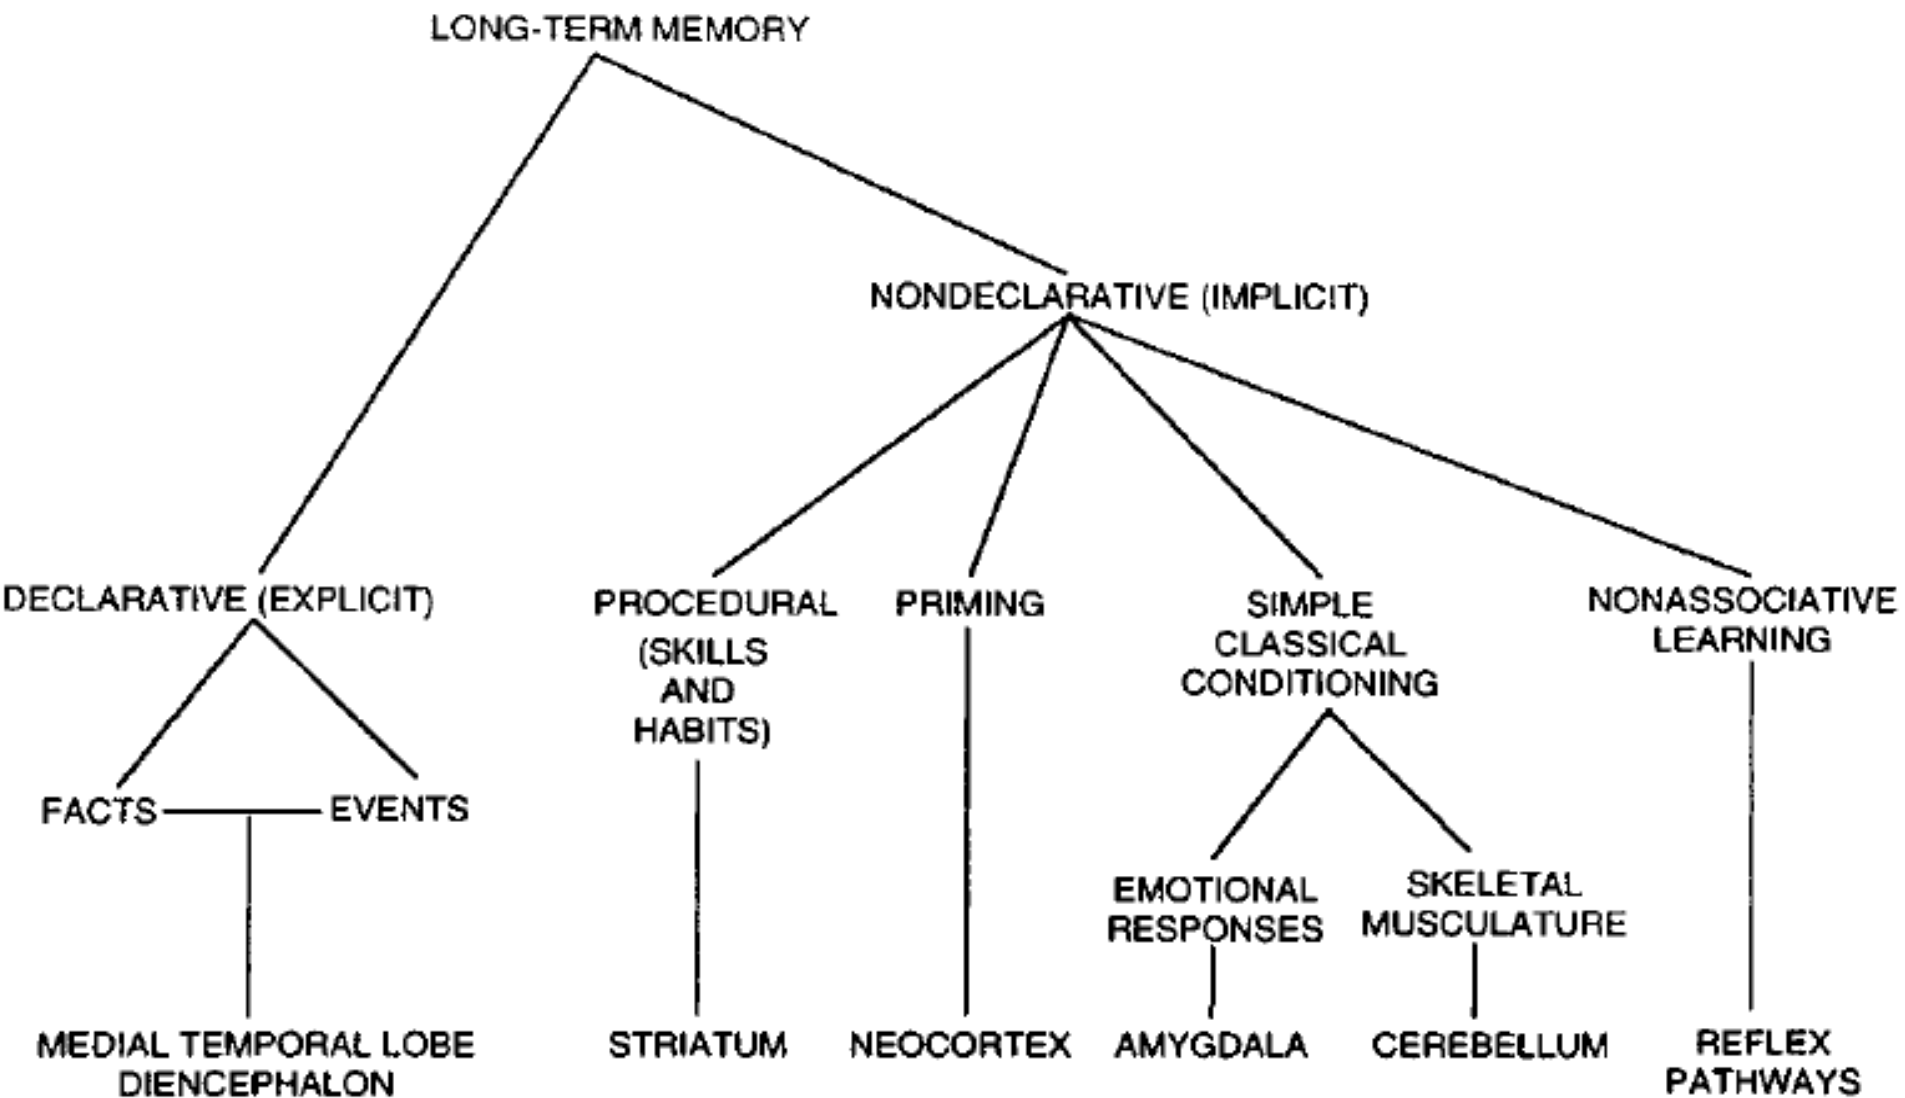 LONG-TERM MEMORY
NONDECLARATIVE (IMPLICIT)
DECLARATIVE (EXPLICIT)
PROCEDURAL
(SKILLS
AND
HABITS)
PRIMING
SIMPLE
CLASSICAL
CONDITIONING
NONASSOCIATIVE
LEARNING
FACTS
EVENTS
EMOTIONAL
RESPONSES
SKELETAL
MUSCULATURE
MEDIAL TEMPORAL LOBE
DIENCEPHALON
STRIATUM
NEOCORTEX
AMYGDALA
CEREBELLUM
REFLEX
PATHWAYS